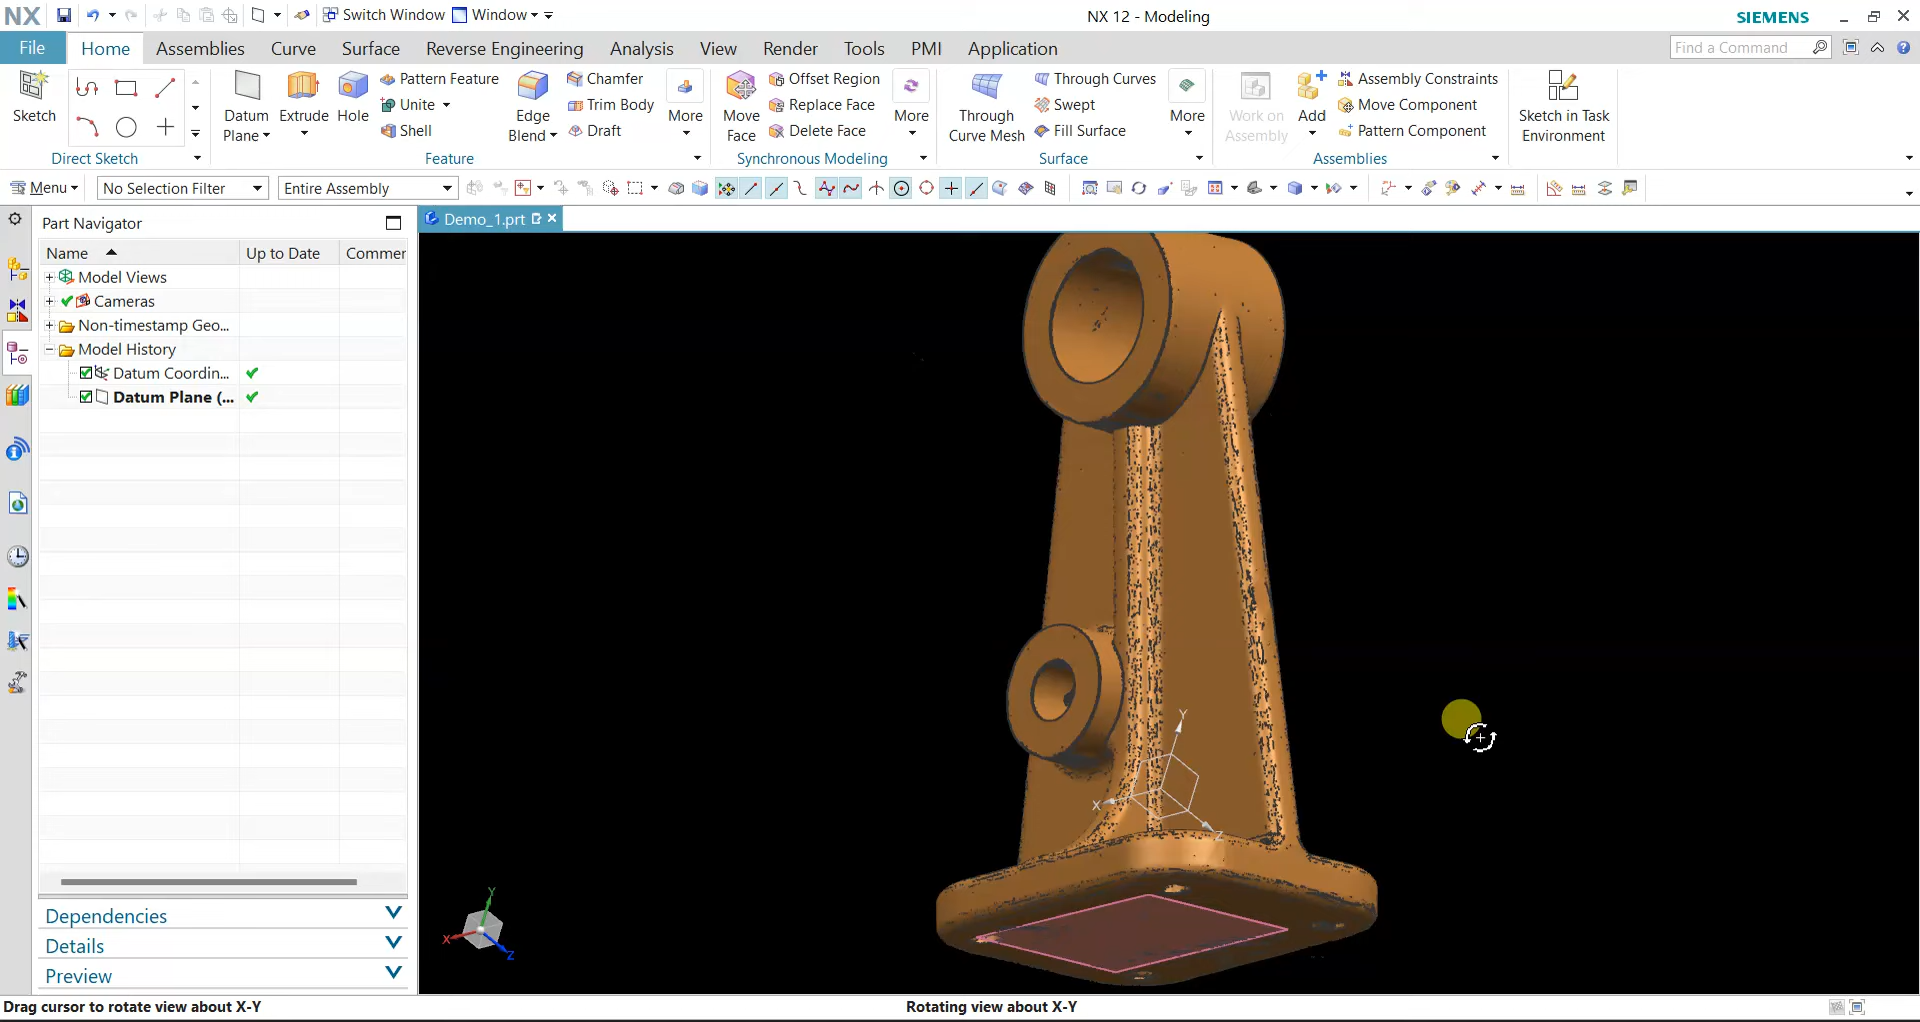 NX Switch Window Window NX 12 - Modeling SIEMENS
File Home Assemblies Curve Surface Reverse Engineering Analysis View Render Tools PMI Application Find a Command
Sketch
Direct Sketch
Datum Plane
Extrude
Hole
Pattern Feature
Unite
Shell
Edge Blend
Chamfer
Trim Body
Draft
More
Feature
Move Face
Offset Region
Replace Face
Delete Face
More
Synchronous Modeling
Through Curve Mesh
Through Curves
Swept
Fill Surface
More
Surface
Work on Assembly
Add
Assembly Constraints
Move Component
Pattern Component
Assemblies
Sketch in Task Environment
Menu No Selection Filter Entire Assembly
Part Navigator
Demo_1.prt
Name Up to Date Commer
Model Views
Cameras
Non-timestamp Geo...
Model History
Datum Coordin...
Datum Plane (...
Dependencies
Details
Preview
Y
X
Z
Y
X
Z
Drag cursor to rotate view about X-Y Rotating view about X-Y